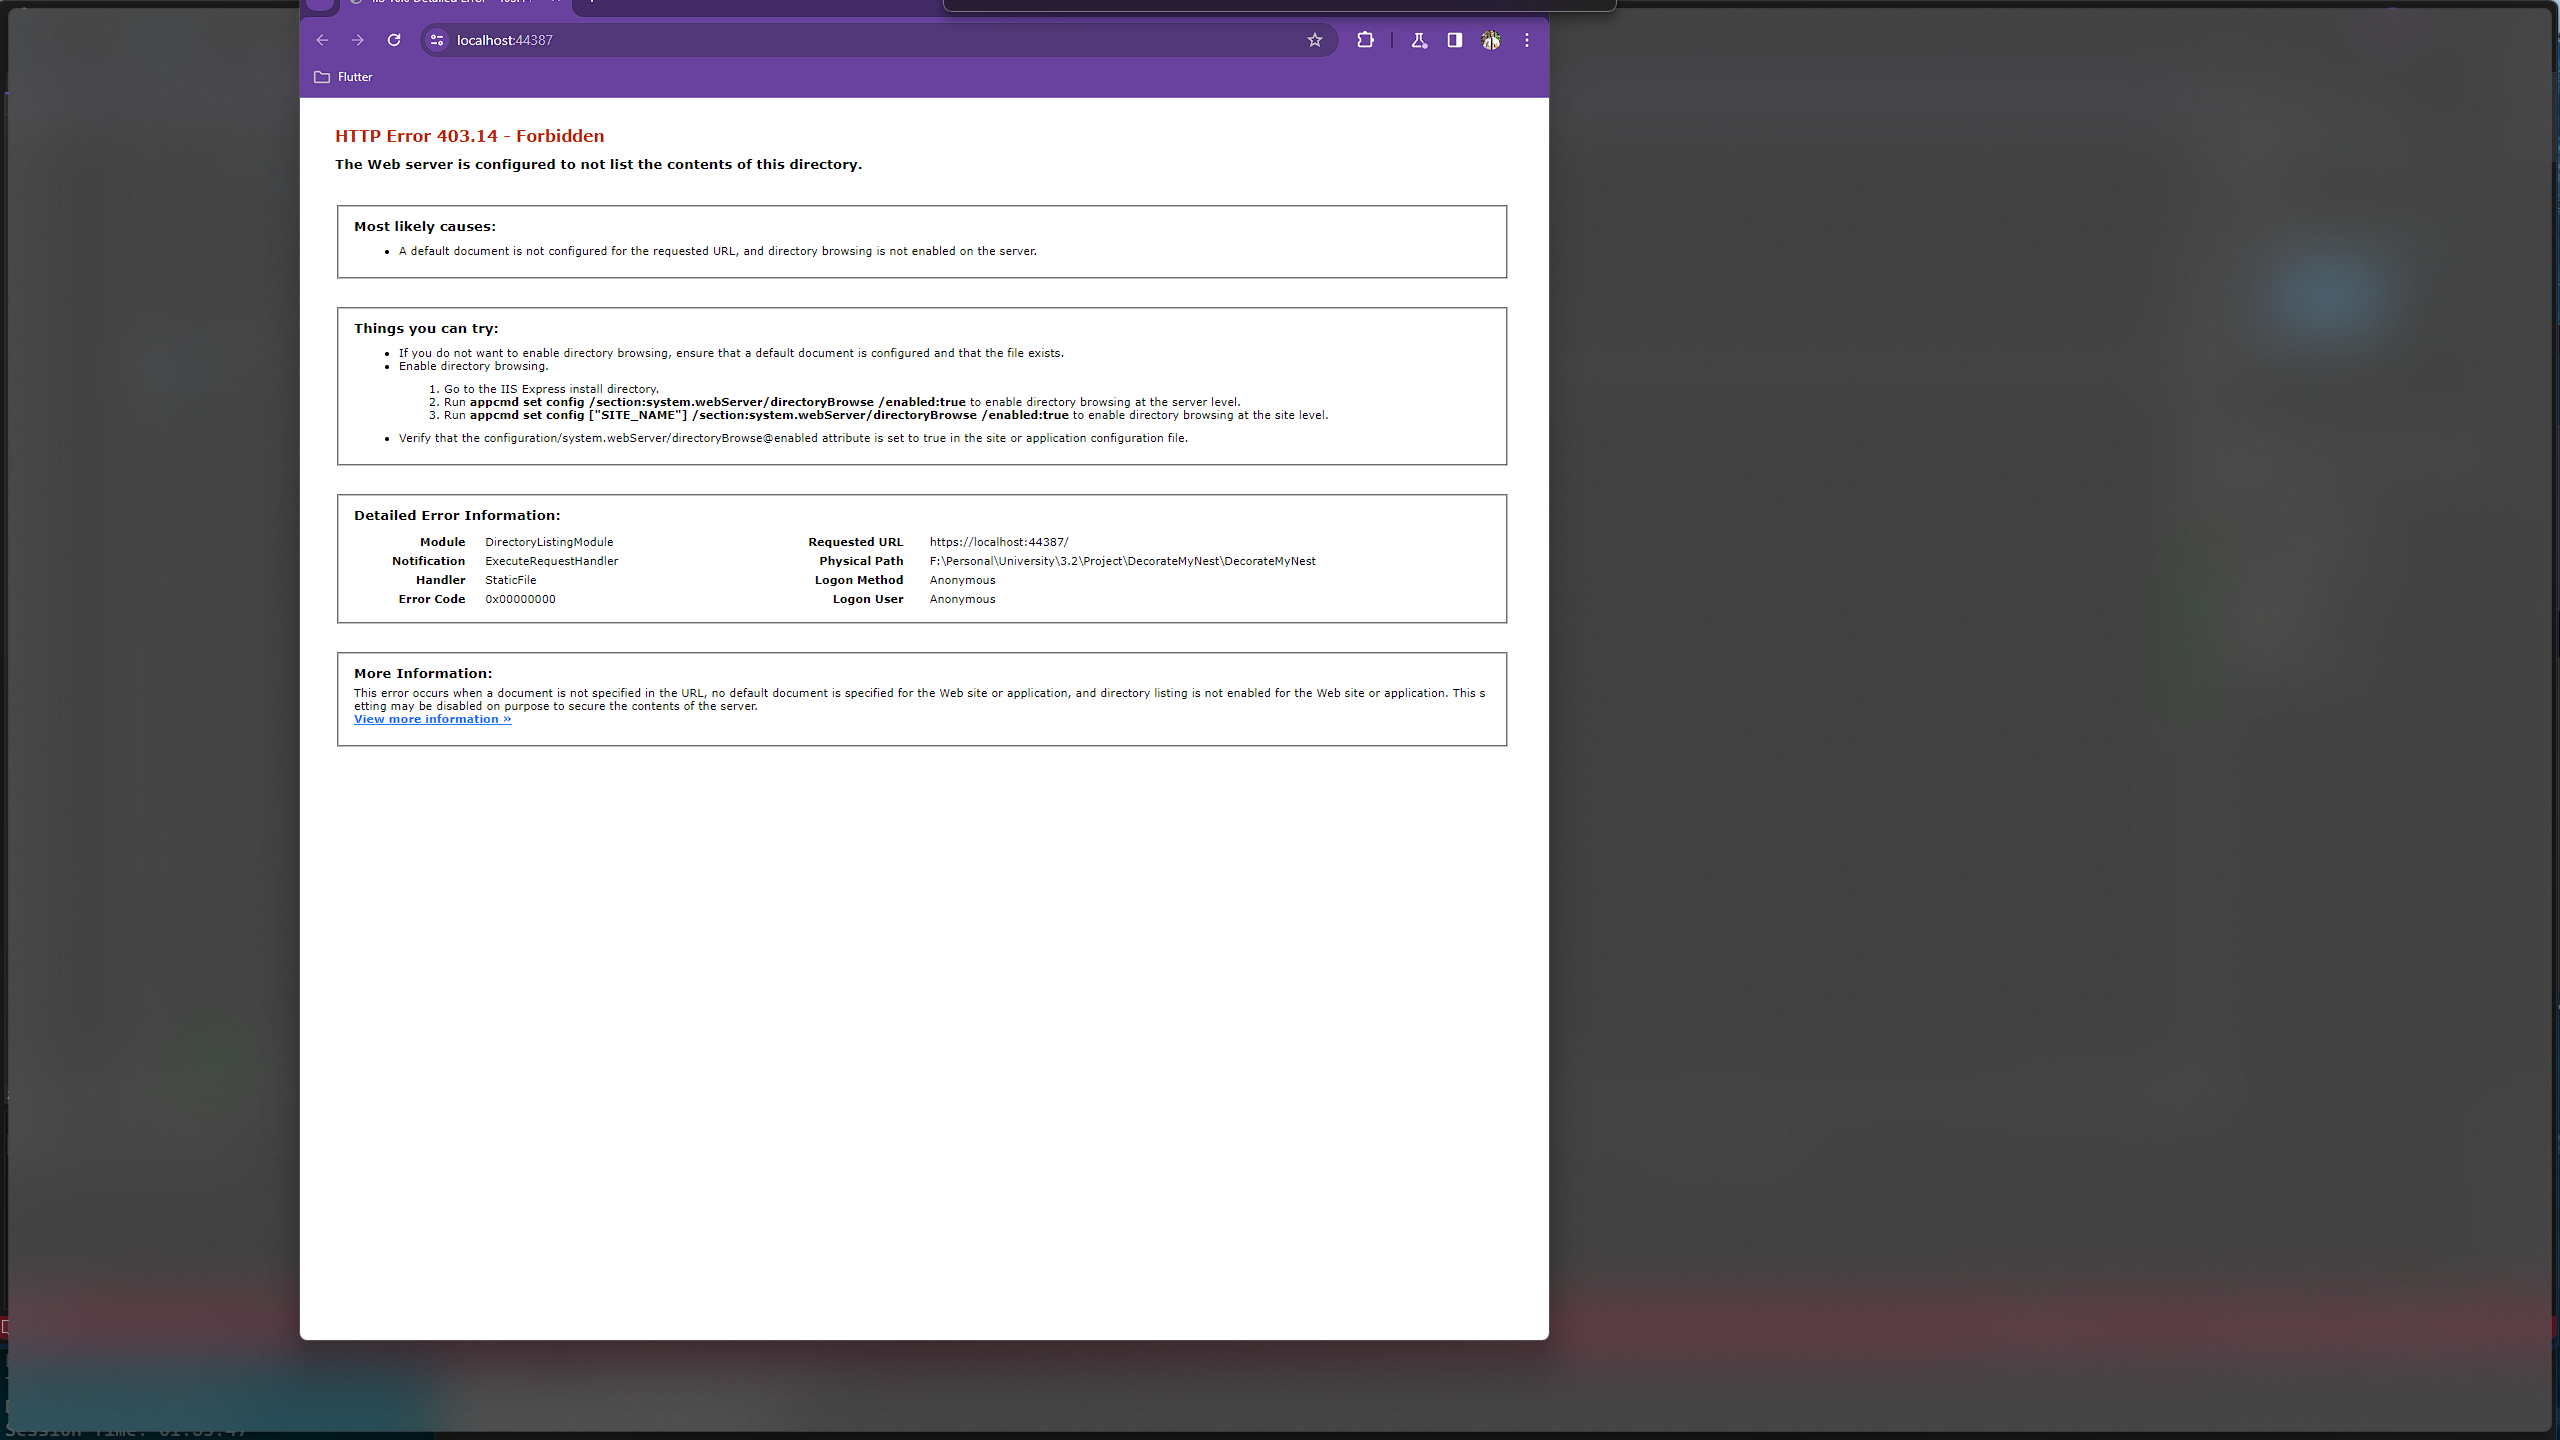 localhost:44387
Flutter
HTTP Error 403.14 - Forbidden
The Web server is configured to not list the contents of this directory.
Most likely causes:
• A default document is not configured for the requested URL, and directory browsing is not enabled on the server.
Things you can try:
• If you do not want to enable directory browsing, ensure that a default document is configured and that the file exists.
• Enable directory browsing.
1. Go to the IIS Express install directory.
2. Run appcmd set config /section:system.webServer/directoryBrowse /enabled:true to enable directory browsing at the server level.
3. Run appcmd set config ["SITE_NAME"] /section:system.webServer/directoryBrowse /enabled:true to enable directory browsing at the site level.
• Verify that the configuration/system.webServer/directoryBrowse@enabled attribute is set to true in the site or application configuration file.
Detailed Error Information:
Module DirectoryListingModule Requested URL https://localhost:44387/
Notification ExecuteRequestHandler Physical Path F:\Personal\University\3.2\Project\DecorateMyNest\DecorateMyNest
Handler StaticFile Logon Method Anonymous
Error Code 0x00000000 Logon User Anonymous
More Information:
This error occurs when a document is not specified in the URL, no default document is specified for the Web site or application, and directory listing is not enabled for the Web site or application. This s
etting may be disabled on purpose to secure the contents of the server.
View more information »